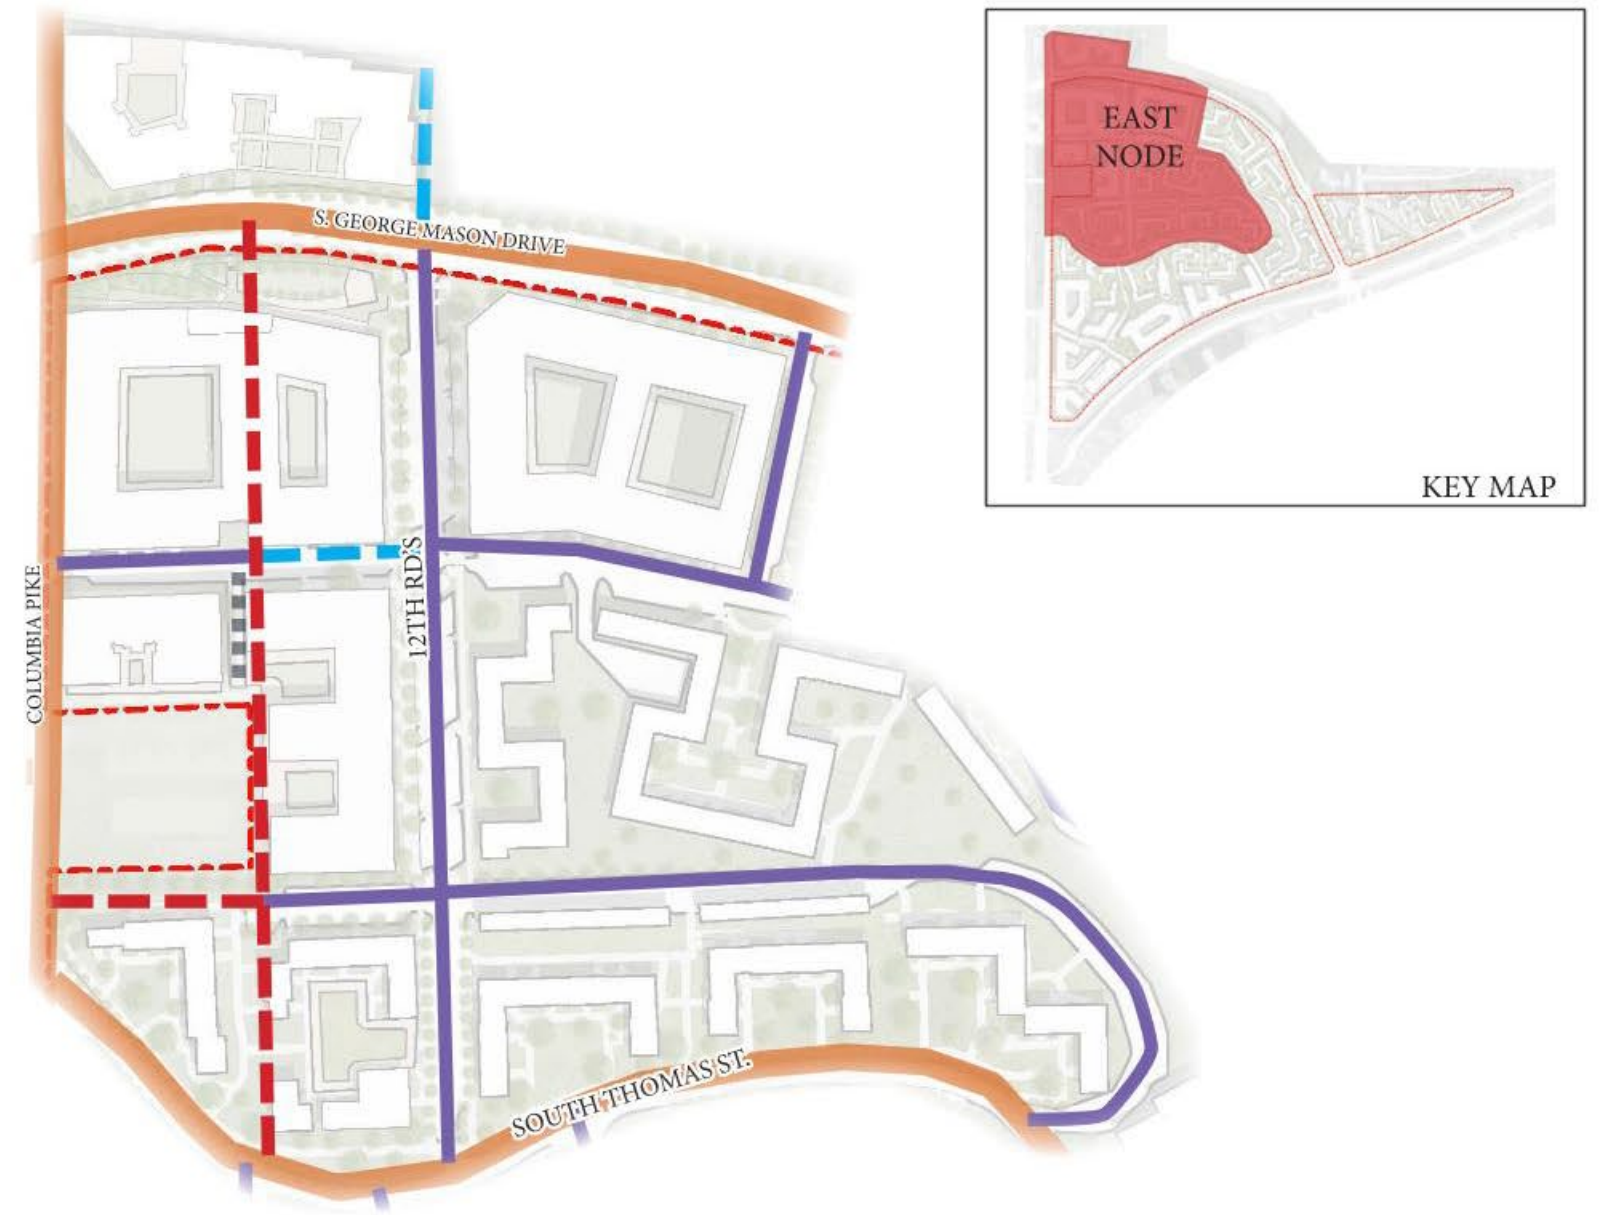 S. GEORGE MASON DRIVE
COLUMBIA PIKE
12TH RD'S
SOUTH THOMAS ST.
EAST
NODE
KEY MAP